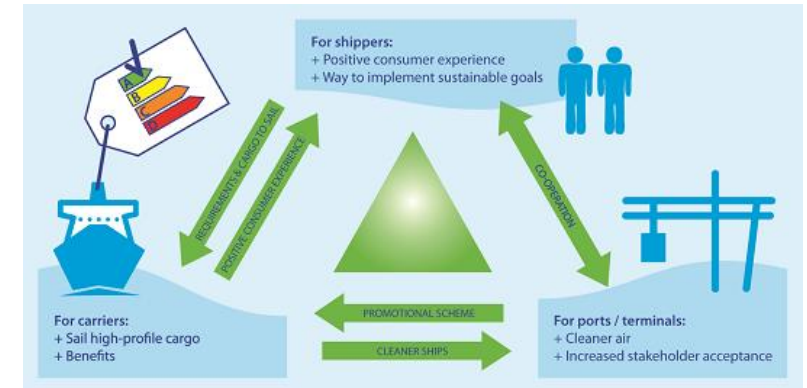 For shippers:
+ Positive consumer experience
+ Way to implement sustainable goals
A
B
C
D
REQUIREMENTS & CARGO TO SAIL
POSITIVE CONSUMER EXPERIENCE
CO-OPERATION
PROMOTIONAL SCHEME
CLEANER SHIPS
For carriers:
+ Sail high-profile cargo
+ Benefits
For ports / terminals:
+ Cleaner air
+ Increased stakeholder acceptance